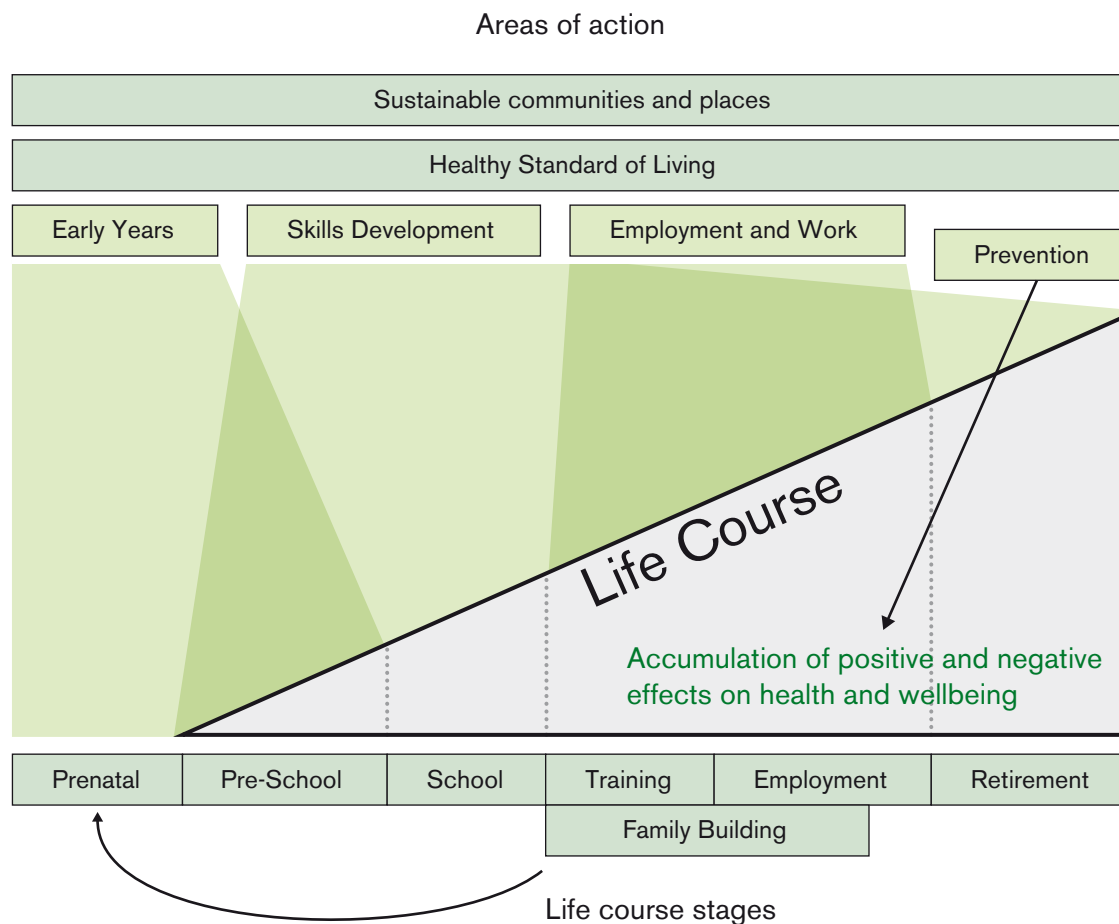 Areas of action
Sustainable communities and places
Healthy Standard of Living
Early Years
Skills Development
Employment and Work
Prevention
Life Course
Accumulation of positive and negative
effects on health and wellbeing
Prenatal
Pre-School
School
Training
Employment
Retirement
Family Building
Life course stages